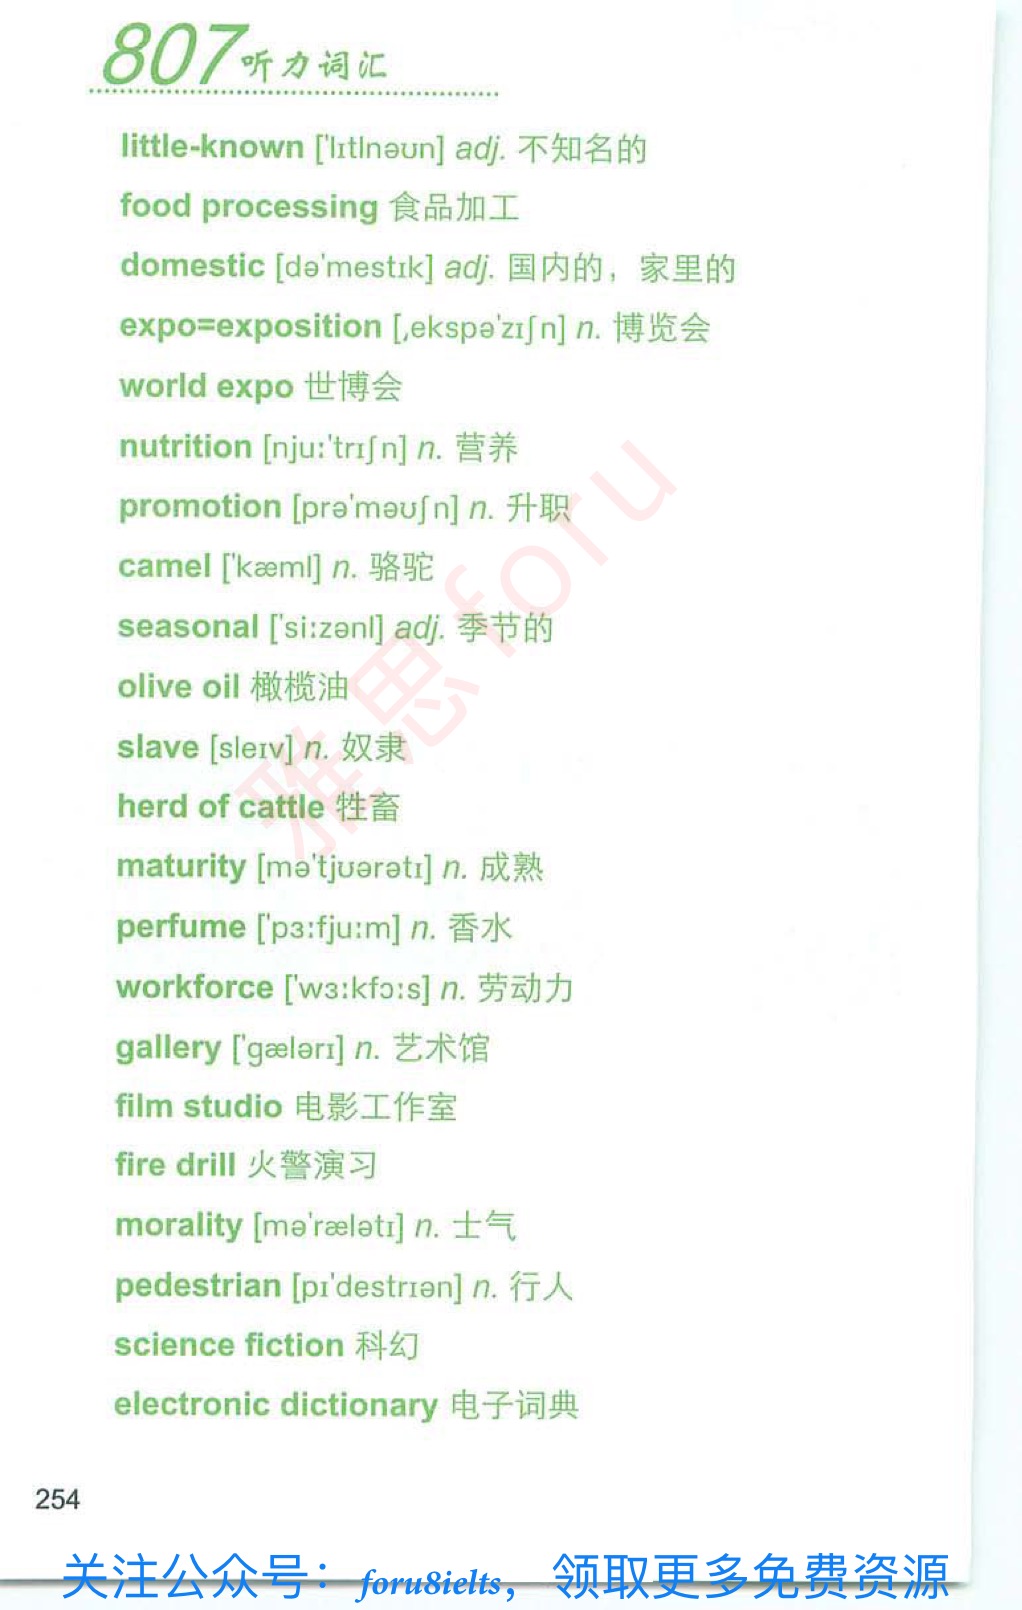 807听力词汇
little-known ['lɪtlnəʊn] adj. 不知名的
food processing 食品加工
domestic [də'mestɪk] adj. 国内的，家里的
expo=exposition [ˌekspə'zɪʃn] n. 博览会
world expo 世博会
nutrition [nju:'trɪʃn] n. 营养
promotion [prə'məʊʃn] n. 升职
camel ['kæml] n. 骆驼
seasonal ['si:zənl] adj. 季节的
olive oil 橄榄油
slave [sleɪv] n. 奴隶
herd of cattle 牲畜
maturity [mə'tjʊərətɪ] n. 成熟
perfume ['pɜ:fju:m] n. 香水
workforce ['wɜ:kfɔ:s] n. 劳动力
gallery ['gælərɪ] n. 艺术馆
film studio 电影工作室
fire drill 火警演习
morality [mə'rælətɪ] n. 士气
pedestrian [pɪ'destrɪən] n. 行人
science fiction 科幻
electronic dictionary 电子词典
雅思foru
254
关注公众号：foru8ielts，领取更多免费资源